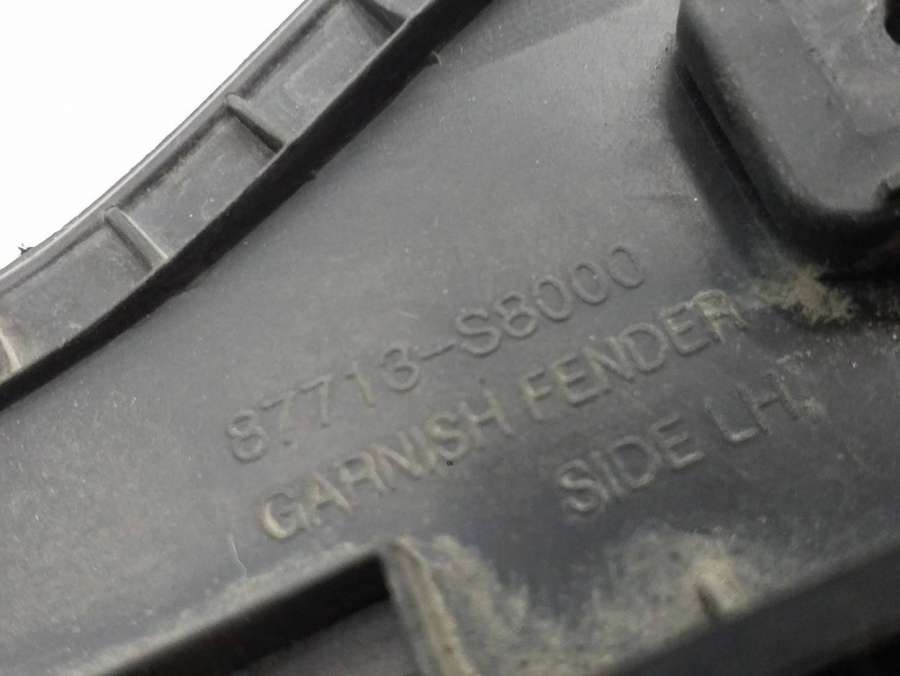 87713-S8000
GARNISH FENDER
SIDE LH